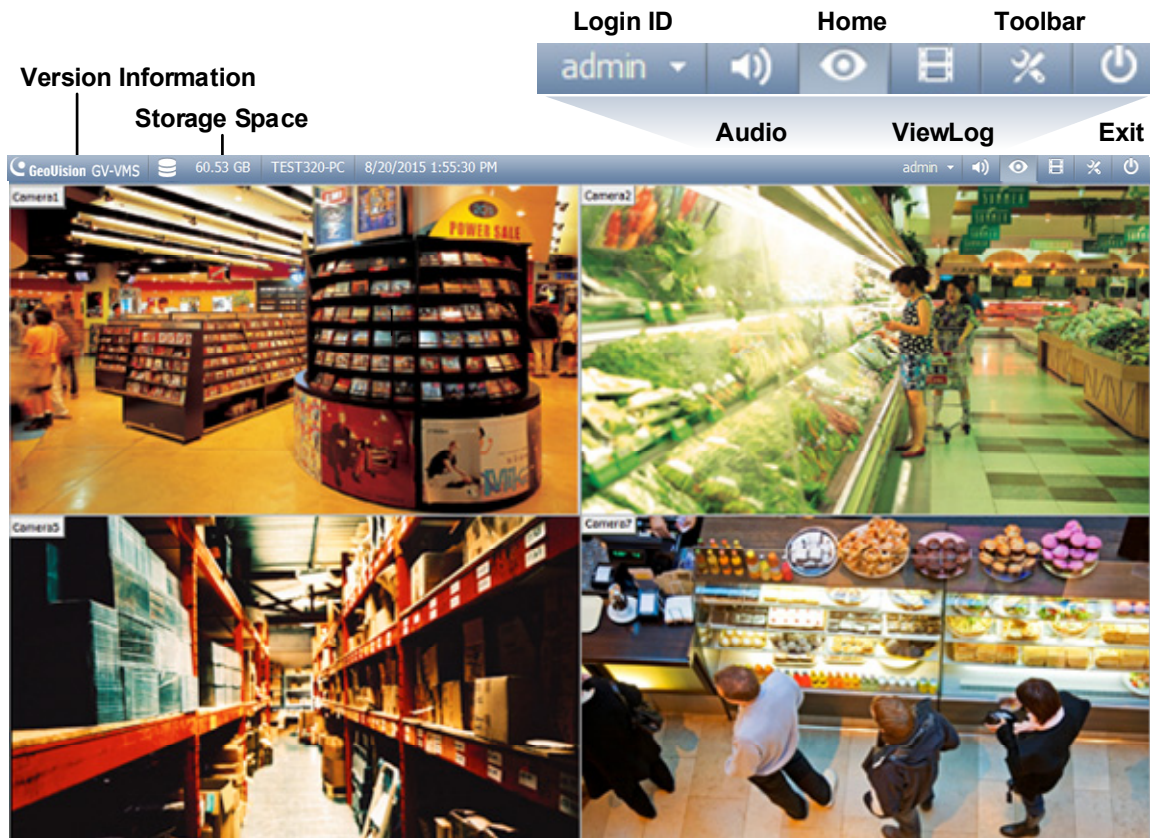 Login ID Home Toolbar
admin
Version Information
Storage Space
Audio ViewLog Exit
GeoVision GV-VMS 60.53 GB TEST320-PC 8/20/2015 1:55:30 PM admin
Camera1
Camera2
POWER SALE
SUMMER
Camera5
Camera7